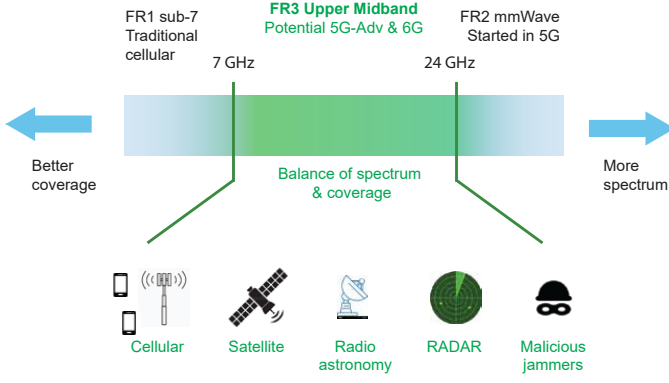 FR1 sub-7
Traditional
cellular
FR3 Upper Midband
Potential 5G-Adv & 6G
FR2 mmWave
Started in 5G
7 GHz
24 GHz
Better
coverage
Balance of spectrum
& coverage
More
spectrum
Cellular
Satellite
Radio
astronomy
RADAR
Malicious
jammers